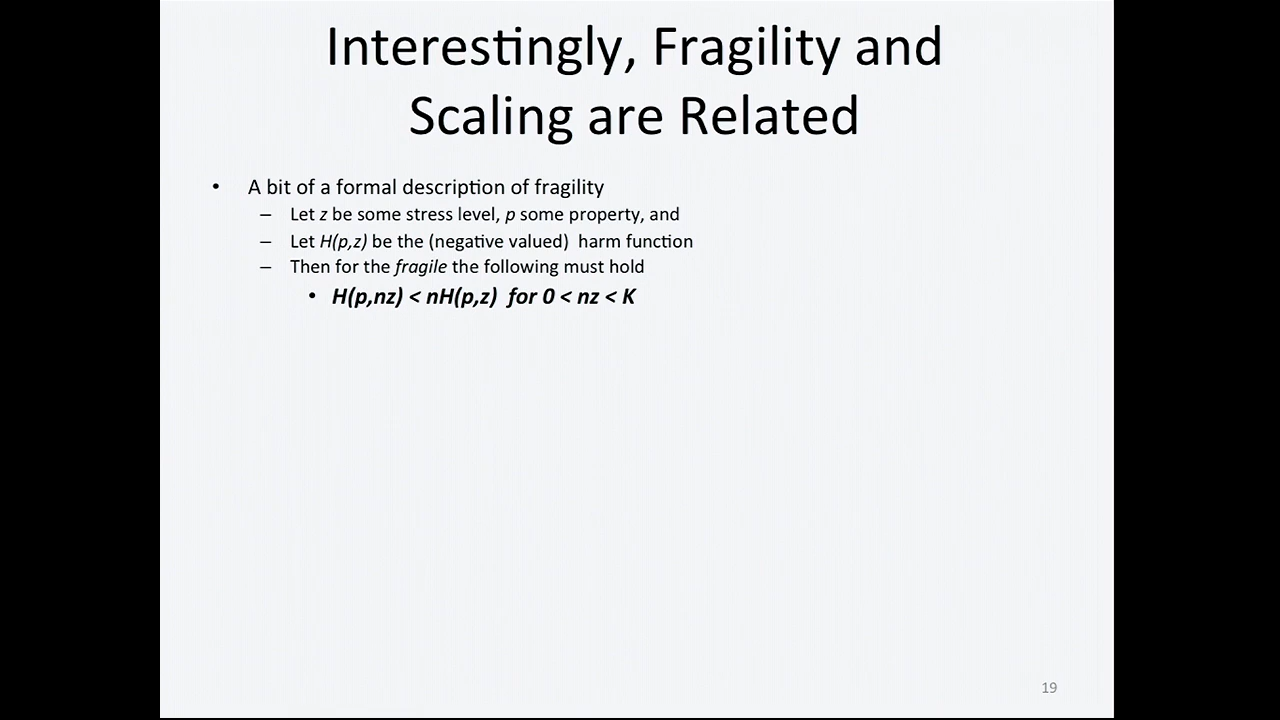 Interestingly, Fragility and
Scaling are Related
• A bit of a formal description of fragility
– Let z be some stress level, p some property, and
– Let H(p,z) be the (negative valued)  harm function
– Then for the fragile the following must hold
• H(p,nz) < nH(p,z)  for 0 < nz < K
19